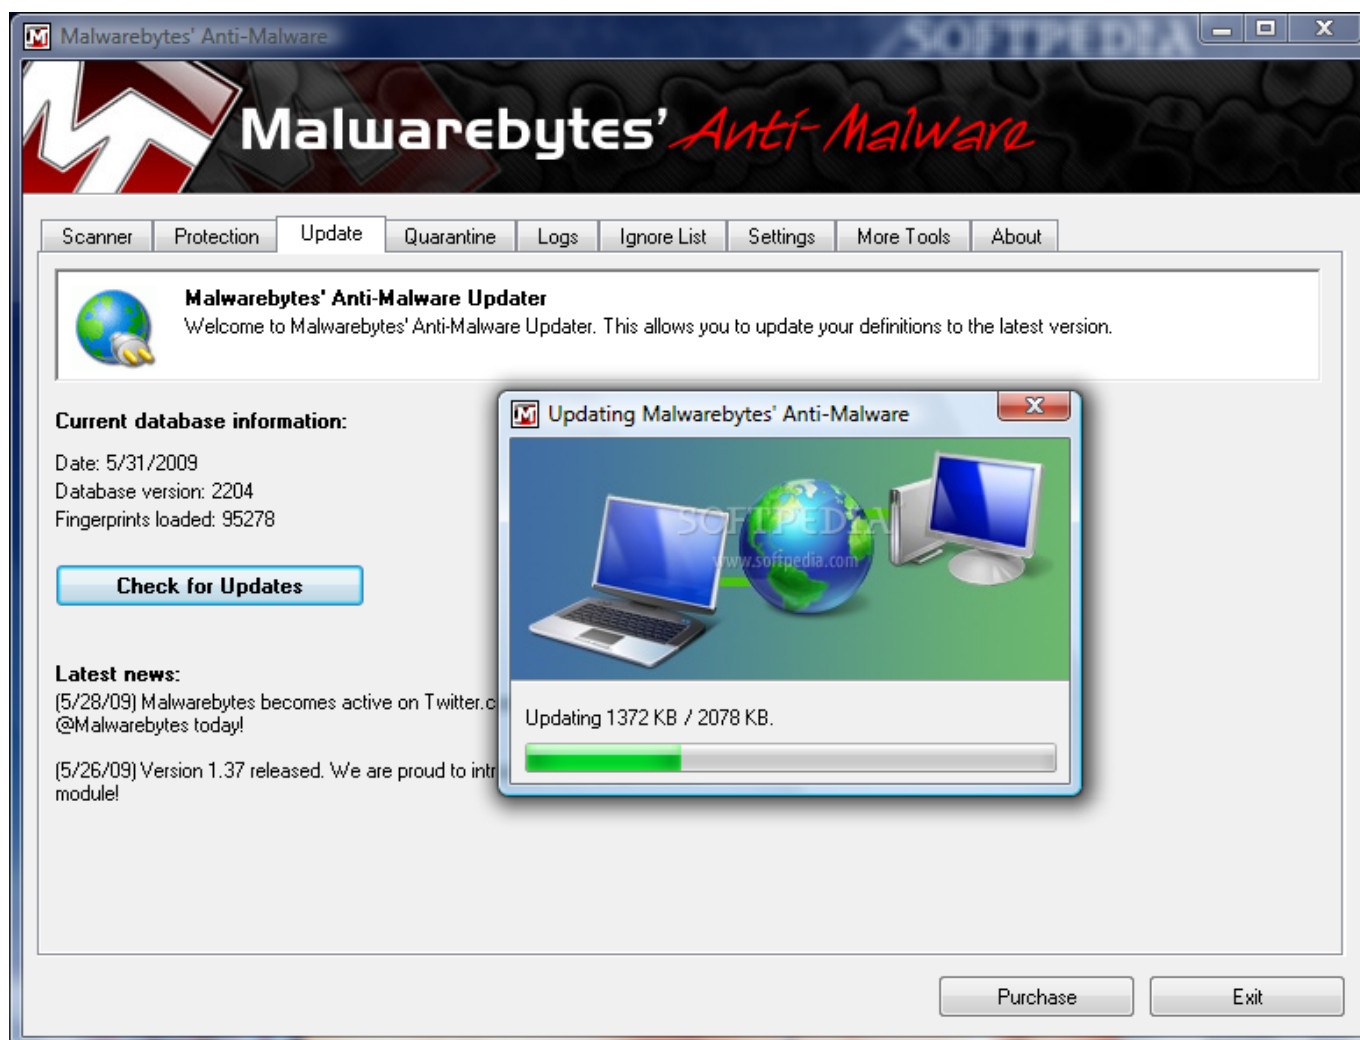 Malwarebytes' Anti-Malware
SOFTPEDIA
Malwarebytes' Anti-Malware
Scanner Protection Update Quarantine Logs Ignore List Settings More Tools About
Malwarebytes' Anti-Malware Updater
Welcome to Malwarebytes' Anti-Malware Updater. This allows you to update your definitions to the latest version.
Current database information:
Date: 5/31/2009
Database version: 2204
Fingerprints loaded: 95278
Check for Updates
Latest news:
(5/28/09) Malwarebytes becomes active on Twitter.c
@Malwarebytes today!
(5/26/09) Version 1.37 released. We are proud to intr
module!
Updating Malwarebytes' Anti-Malware
SOFTPEDIA
www.softpedia.com
Updating 1372 KB / 2078 KB.
Purchase Exit